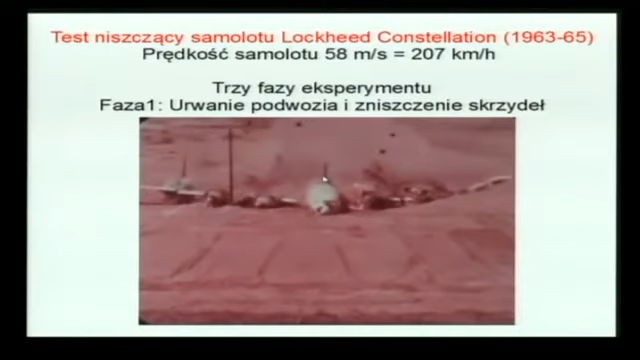 Test niszczący samolotu Lockheed Constellation (1963-65)
Prędkość samolotu 58 m/s = 207 km/h
Trzy fazy eksperymentu
Faza1: Urwanie podwozia i zniszczenie skrzydeł